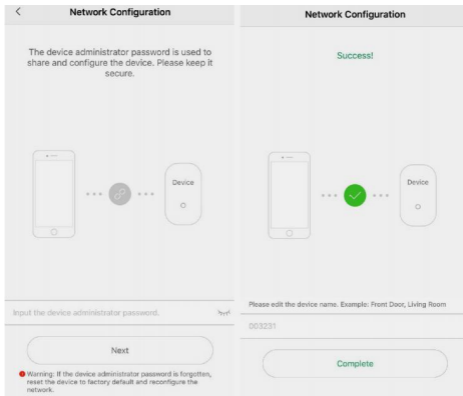 Network Configuration
The device administrator password is used to
share and configure the device. Please keep it
secure.
Device
Input the device administrator password.
Next
Warning: If the device administrator password is forgotten,
reset the device to factory default and reconfigure the
network.
Network Configuration
Success!
Device
Please edit the device name. Example: Front Door, Living Room
003231
Complete